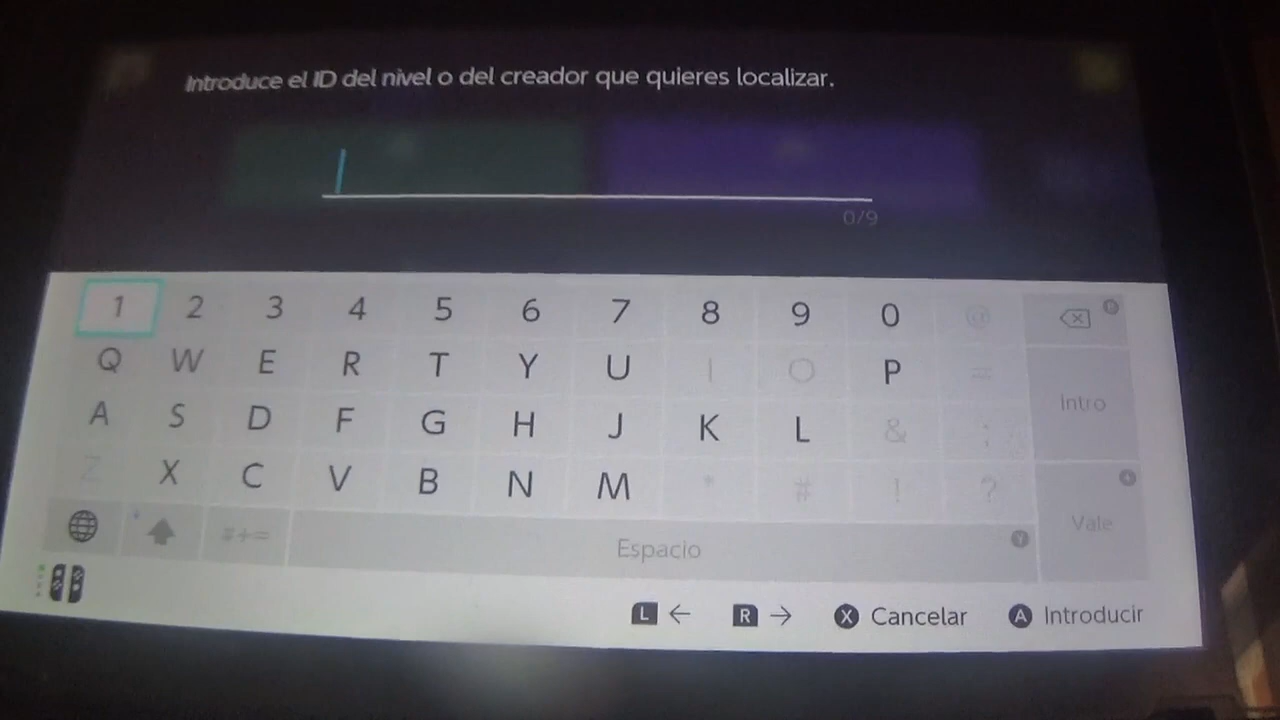 Introduce el ID del nivel o del creador que quieres localizar.
0/9
1 2 3 4 5 6 7 8 9 0 @
Q W E R T Y U I O P =
A S D F G H J K L & ;
Z X C V B N M * # ! ?
#+= Espacio Y
Intro
Vale
L ← R → X Cancelar A Introducir